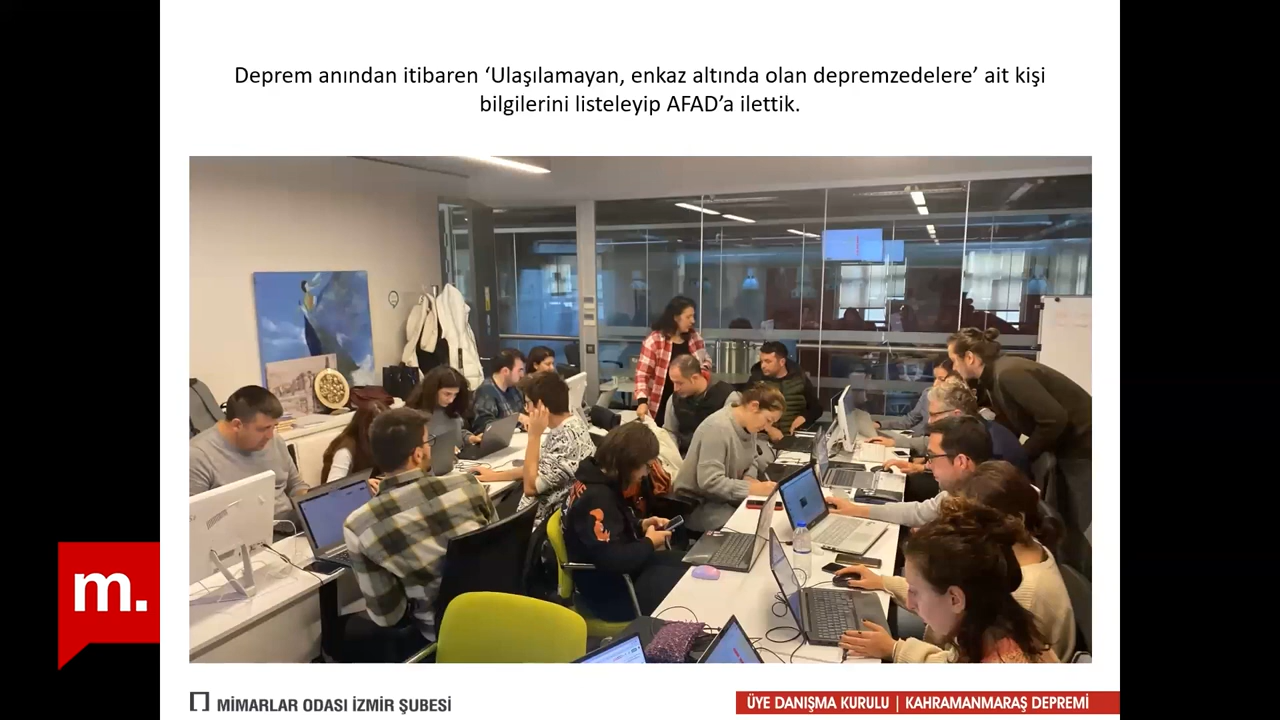 Deprem anından itibaren ‘Ulaşılamayan, enkaz altında olan depremzedelere’ ait kişi
bilgilerini listeleyip AFAD’a ilettik.
m.
MİMARLAR ODASI İZMİR ŞUBESİ
ÜYE DANIŞMA KURULU | KAHRAMANMARAŞ DEPREMİ